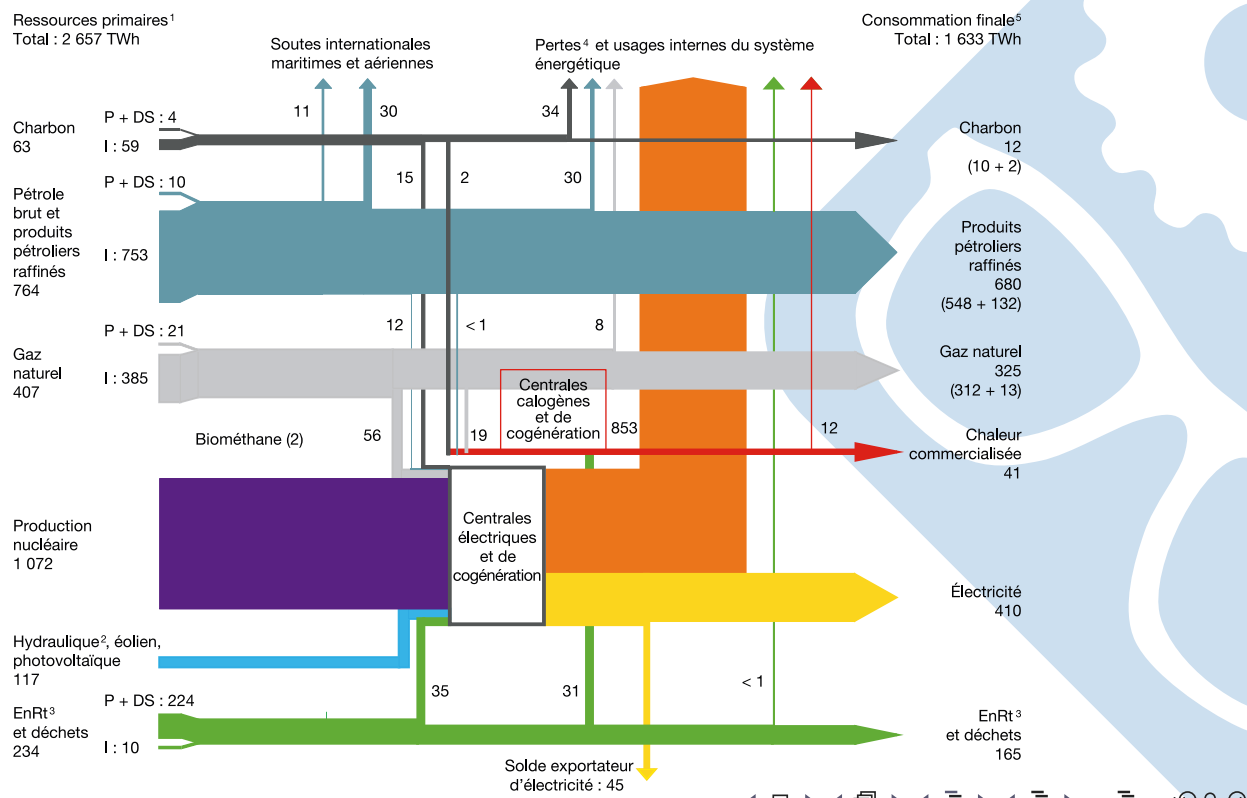 Ressources primaires¹
Total : 2 657 TWh
Consommation finale⁵
Total : 1 633 TWh
Soutes internationales
maritimes et aériennes
Pertes⁴ et usages internes du système
énergétique
P + DS : 4
11
30
34
Charbon
63
I : 59
Charbon
12
(10 + 2)
P + DS : 10
15
2
30
Pétrole
brut et
produits
pétroliers
raffinés
764
I : 753
Produits
pétroliers
raffinés
680
(548 + 132)
P + DS : 21
12
< 1
8
Gaz
naturel
407
I : 385
Gaz naturel
325
(312 + 13)
Centrales
calogènes
et de
cogénération
Biométhane (2)
56
19
853
12
Chaleur
commercialisée
41
Production
nucléaire
1 072
Centrales
électriques
et de
cogénération
Électricité
410
Hydraulique², éolien,
photovoltaïque
117
35
31
< 1
P + DS : 224
EnRt³
et déchets
234
I : 10
EnRt³
et déchets
165
Solde exportateur
d'électricité : 45